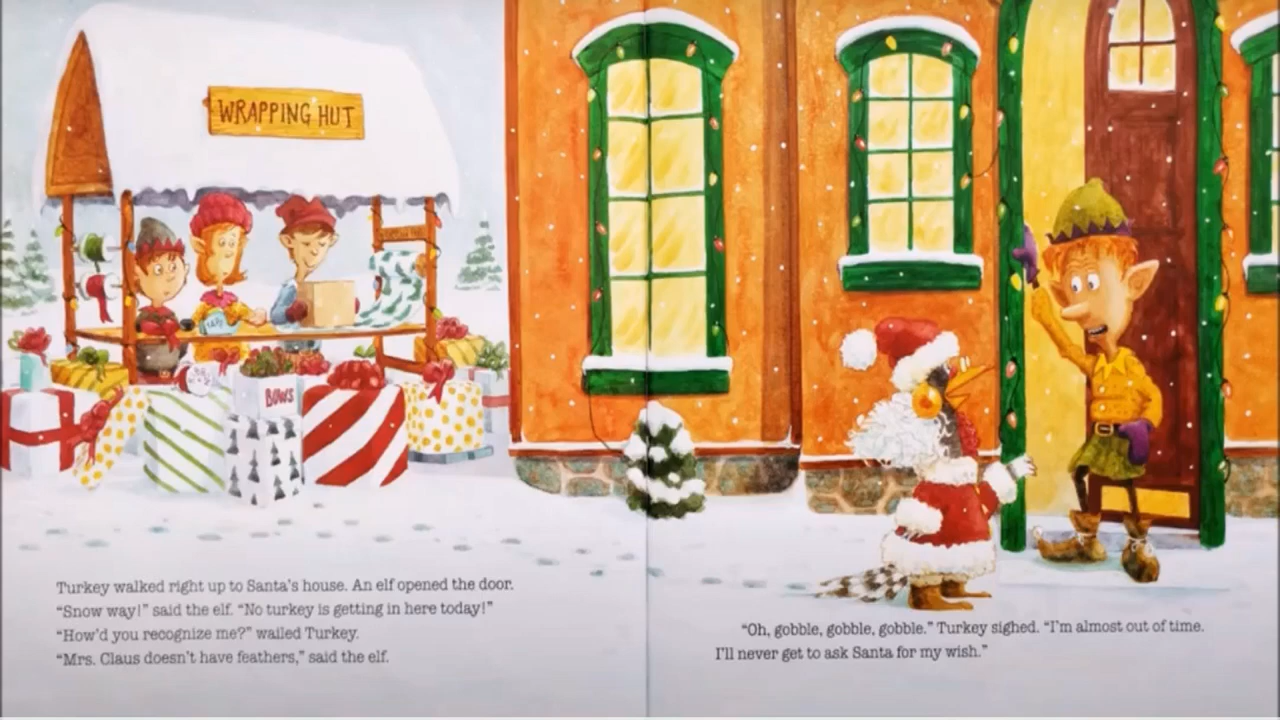 WRAPPING HUT
BOWS
Turkey walked right up to Santa's house. An elf opened the door.
"Snow way!" said the elf. "No turkey is getting in here today!"
"How'd you recognize me?" wailed Turkey.
"Mrs. Claus doesn't have feathers," said the elf.
"Oh, gobble, gobble, gobble." Turkey sighed. "I'm almost out of time.
I'll never get to ask Santa for my wish."